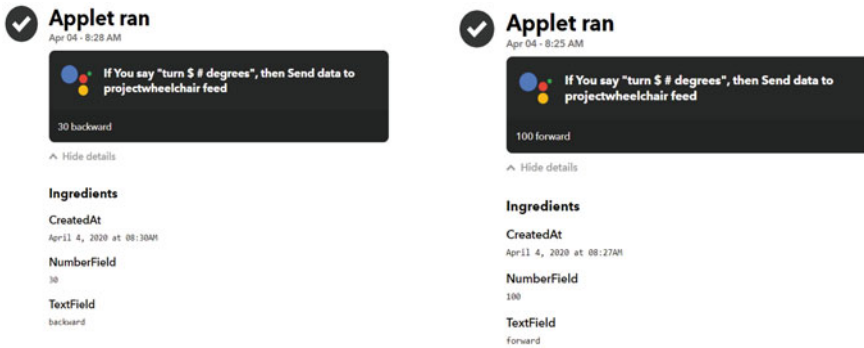 Applet ran
Apr 04 - 8:28 AM
If You say "turn $ # degrees", then Send data to
projectwheelchair feed
30 backward
Hide details
Ingredients
CreatedAt
April 4, 2020 at 08:30AM
NumberField
30
TextField
backward
Applet ran
Apr 04 - 8:25 AM
If You say "turn $ # degrees", then Send data to
projectwheelchair feed
100 forward
Hide details
Ingredients
CreatedAt
April 4, 2020 at 08:27AM
NumberField
100
TextField
forward